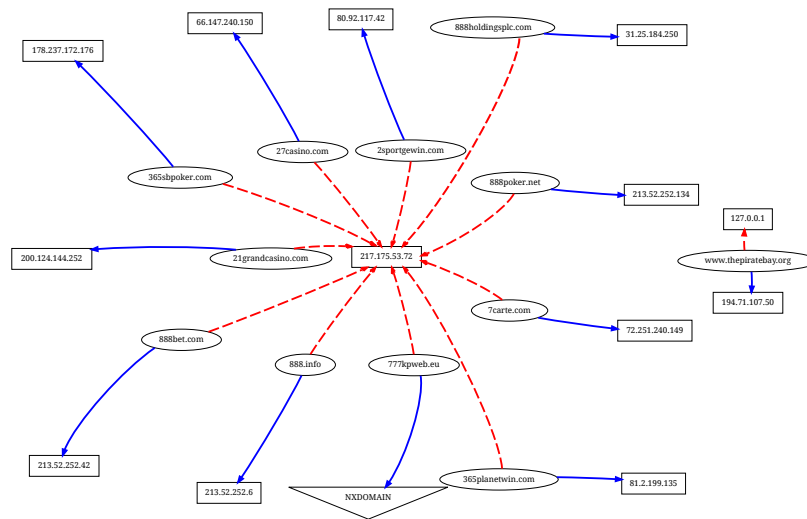 80.92.117.42
66.147.240.150
888holdingsplc.com
31.25.184.250
178.237.172.176
27casino.com
2sportgewin.com
365sbpoker.com
888poker.net
213.52.252.134
127.0.0.1
200.124.144.252
21grandcasino.com
217.175.53.72
www.thepiratebay.org
194.71.107.50
7carte.com
72.251.240.149
888bet.com
888.info
777kpweb.eu
213.52.252.42
213.52.252.6
NXDOMAIN
365planetwin.com
81.2.199.135